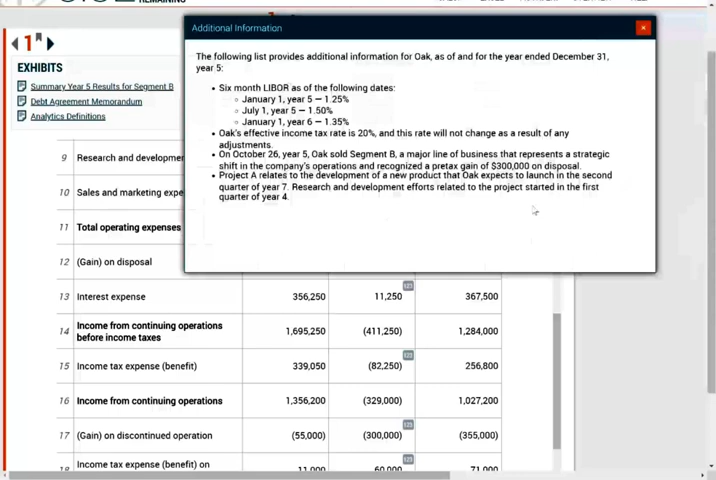 REMAINING
Additional Information
1
EXHIBITS
Summary Year 5 Results for Segment B
Debt Agreement Memorandum
Analytics Definitions
The following list provides additional information for Oak, as of and for the year ended December 31,
year 5:
• Six month LIBOR as of the following dates:
○ January 1, year 5 – 1.25%
○ July 1, year 5 – 1.50%
○ January 1, year 6 – 1.35%
• Oak's effective income tax rate is 20%, and this rate will not change as a result of any
adjustments.
• On October 26, year 5, Oak sold Segment B, a major line of business that represents a strategic
shift in the company's operations and recognized a pretax gain of $300,000 on disposal.
• Project A relates to the development of a new product that Oak expects to launch in the second
quarter of year 7. Research and development efforts related to the project started in the first
quarter of year 4.
9 Research and developme
10 Sales and marketing expe
11 Total operating expenses
12 (Gain) on disposal
13 Interest expense 356,250 11,250 367,500
14 Income from continuing operations before income taxes 1,695,250 (411,250) 1,284,000
15 Income tax expense (benefit) 339,050 (82,250) 256,800
16 Income from continuing operations 1,356,200 (329,000) 1,027,200
17 (Gain) on discontinued operation (55,000) (300,000) (355,000)
18 Income tax expense (benefit) on 11,000 60,000 71,000